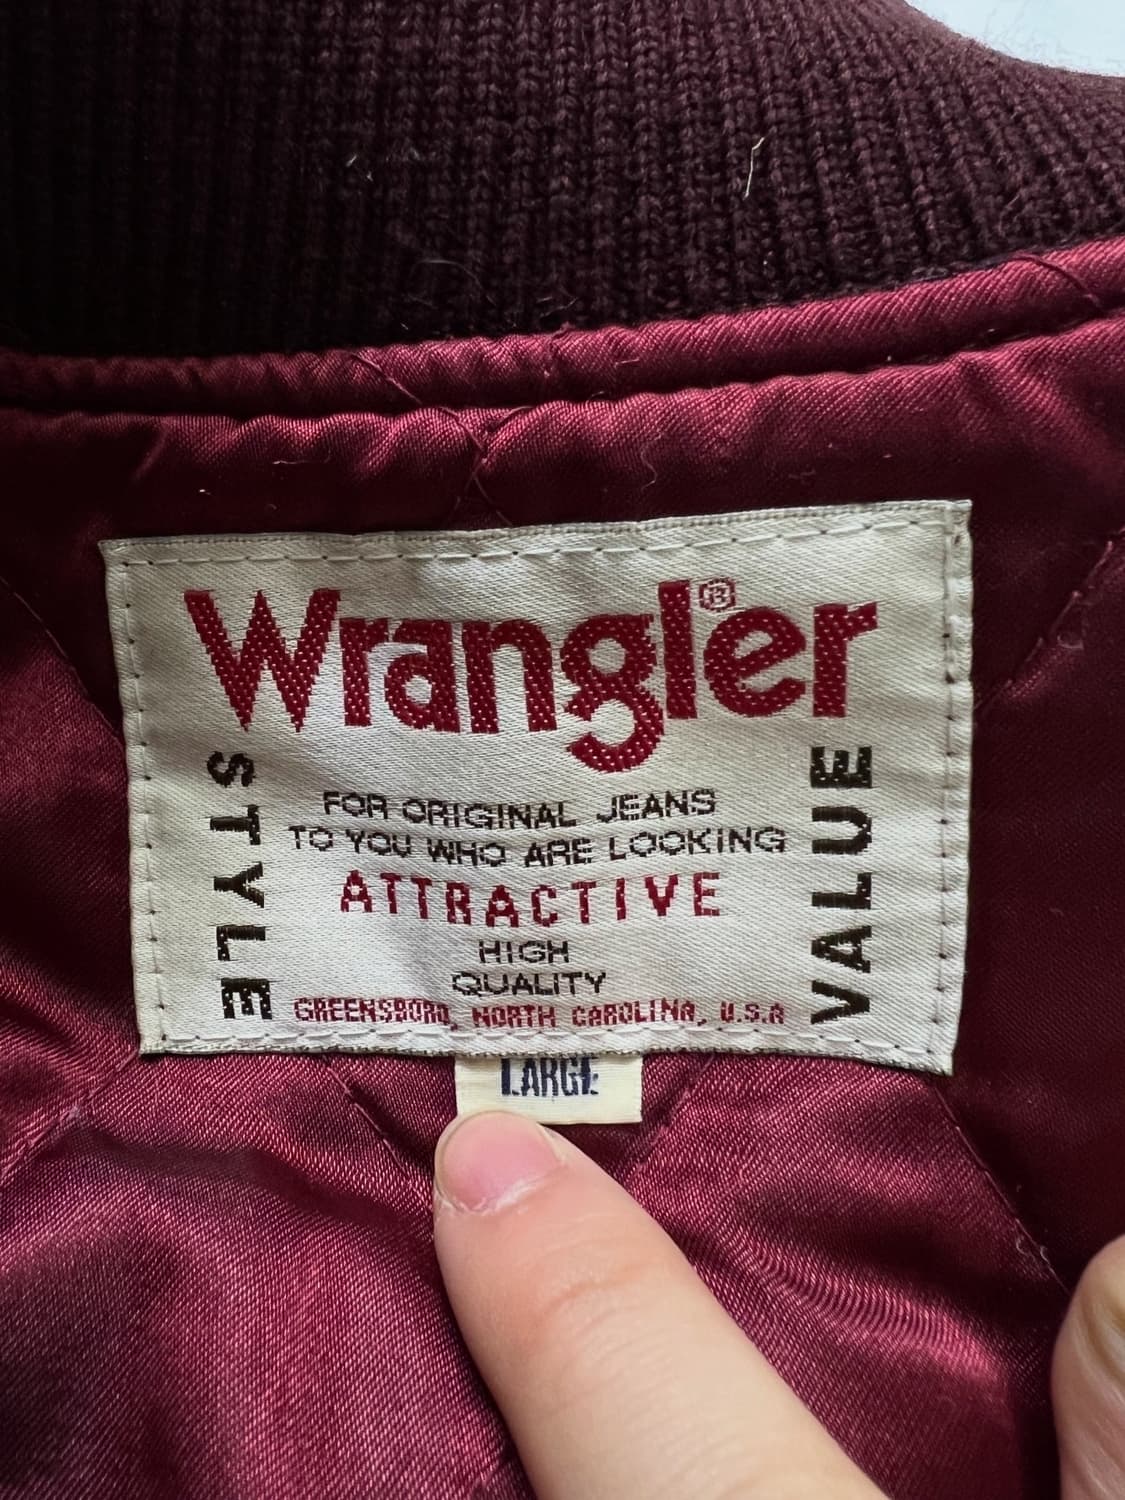 Wrangler®
STYLE
FOR ORIGINAL JEANS
TO YOU WHO ARE LOOKING
ATTRACTIVE
HIGH
QUALITY
GREENSBORO, NORTH CAROLINA, U.S.A
VALUE
LARGE